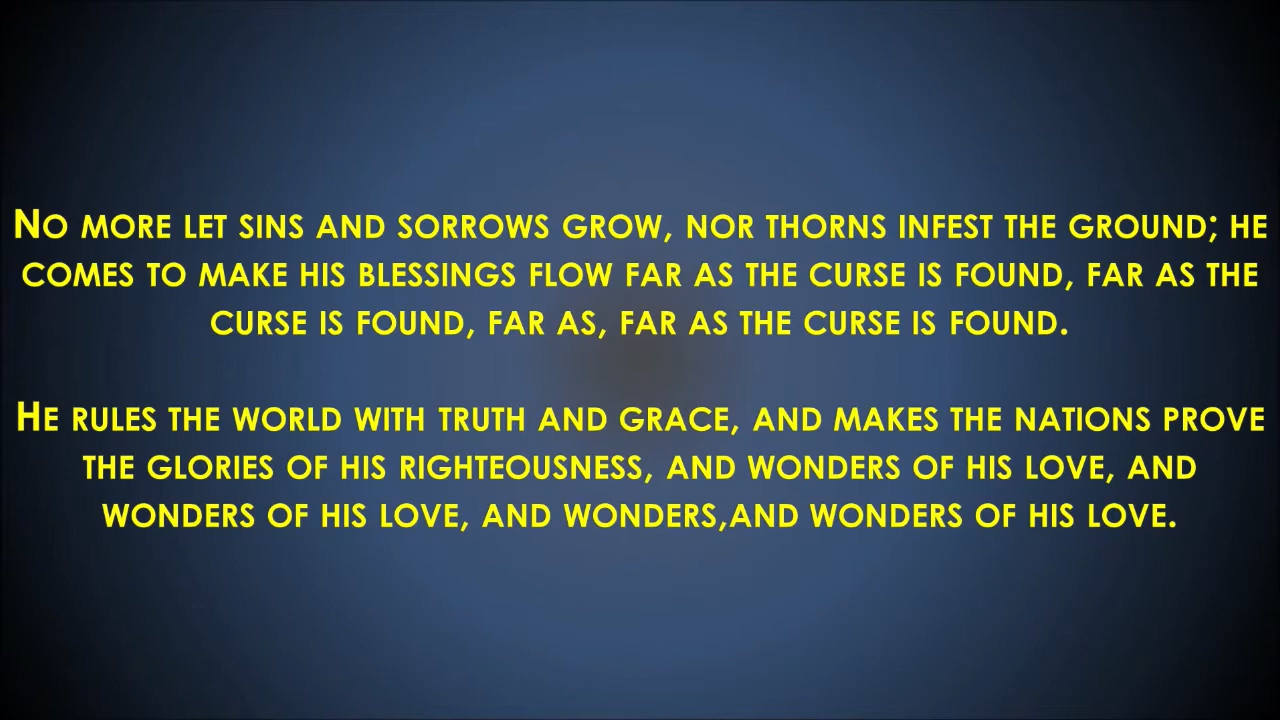 No more let sins and sorrows grow, nor thorns infest the ground; he
comes to make his blessings flow far as the curse is found, far as the
curse is found, far as, far as the curse is found.
He rules the world with truth and grace, and makes the nations prove
the glories of his righteousness, and wonders of his love, and
wonders of his love, and wonders,and wonders of his love.